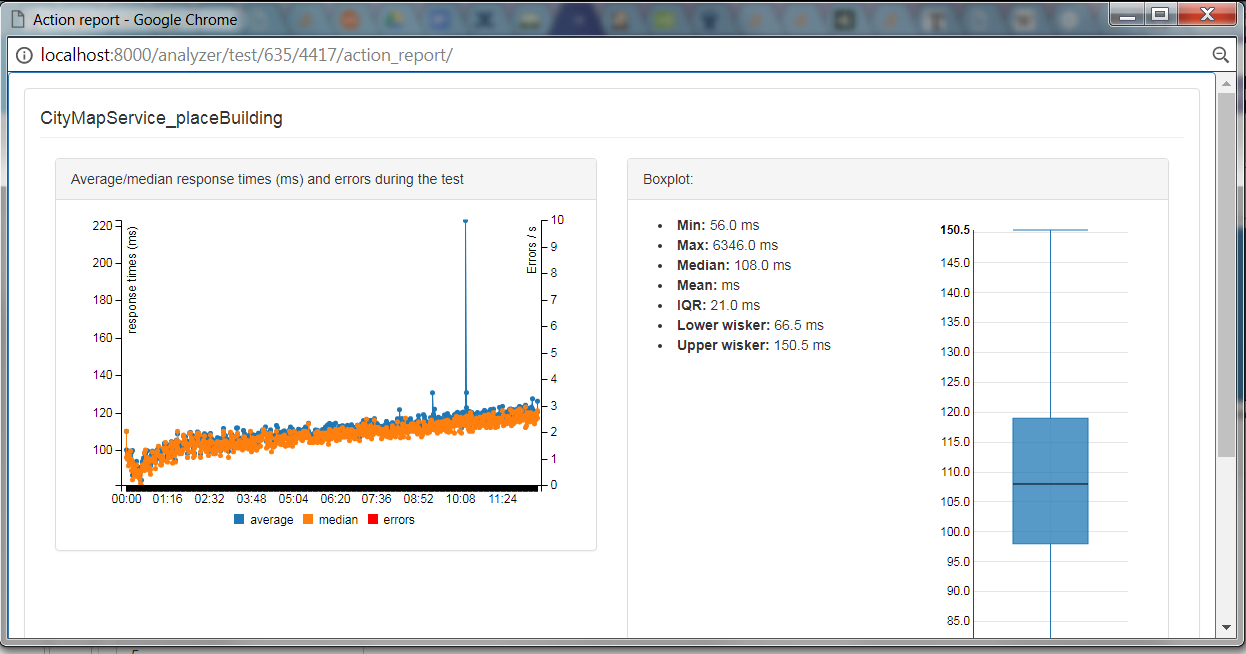 Action report - Google Chrome
localhost:8000/analyzer/test/635/4417/action_report/
CityMapService_placeBuilding
Average/median response times (ms) and errors during the test
220
200
180
160
140
120
100
response times (ms)
Errors / s
10
9
8
7
6
5
4
3
2
1
0
00:00 01:16 02:32 03:48 05:04 06:20 07:36 08:52 10:08 11:24
average median errors
Boxplot:
Min: 56.0 ms
Max: 6346.0 ms
Median: 108.0 ms
Mean: ms
IQR: 21.0 ms
Lower wisker: 66.5 ms
Upper wisker: 150.5 ms
150.5
145.0
140.0
135.0
130.0
125.0
120.0
115.0
110.0
105.0
100.0
95.0
90.0
85.0